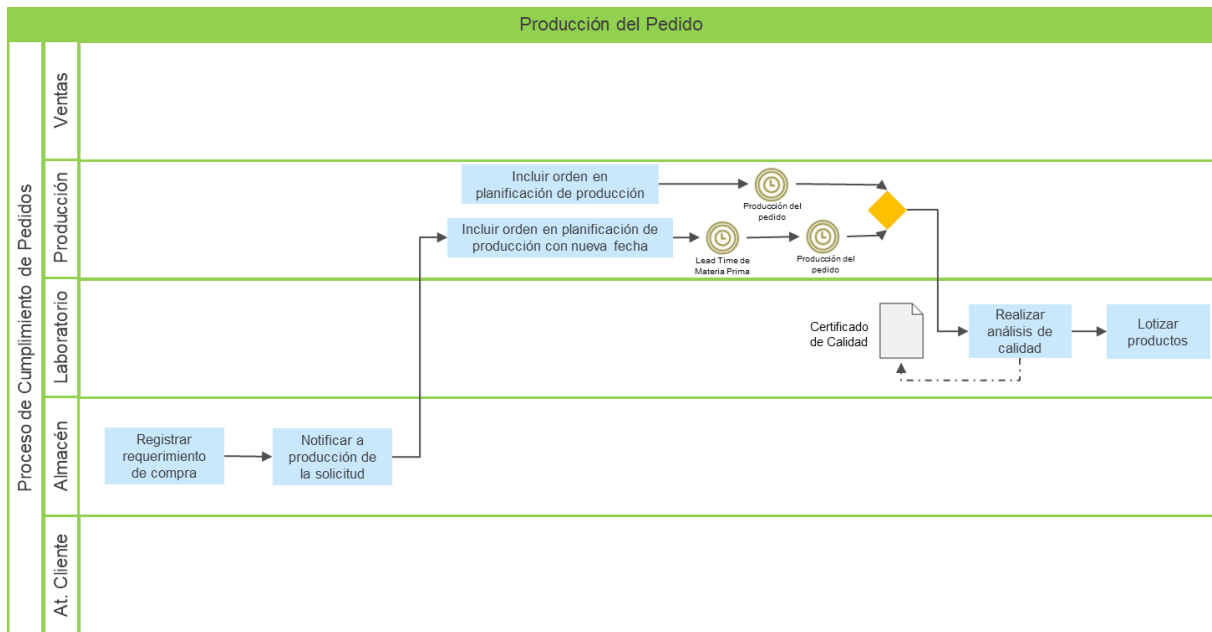 Producción del Pedido
Proceso de Cumplimiento de Pedidos
Ventas
Producción
Incluir orden en
planificación de producción
Producción del
pedido
Incluir orden en planificación de
producción con nueva fecha
Lead Time de
Materia Prima
Producción del
pedido
Laboratorio
Certificado
de Calidad
Realizar
análisis de
calidad
Lotizar
productos
Almacén
Registrar
requerimiento
de compra
Notificar a
producción de
la solicitud
At. Cliente